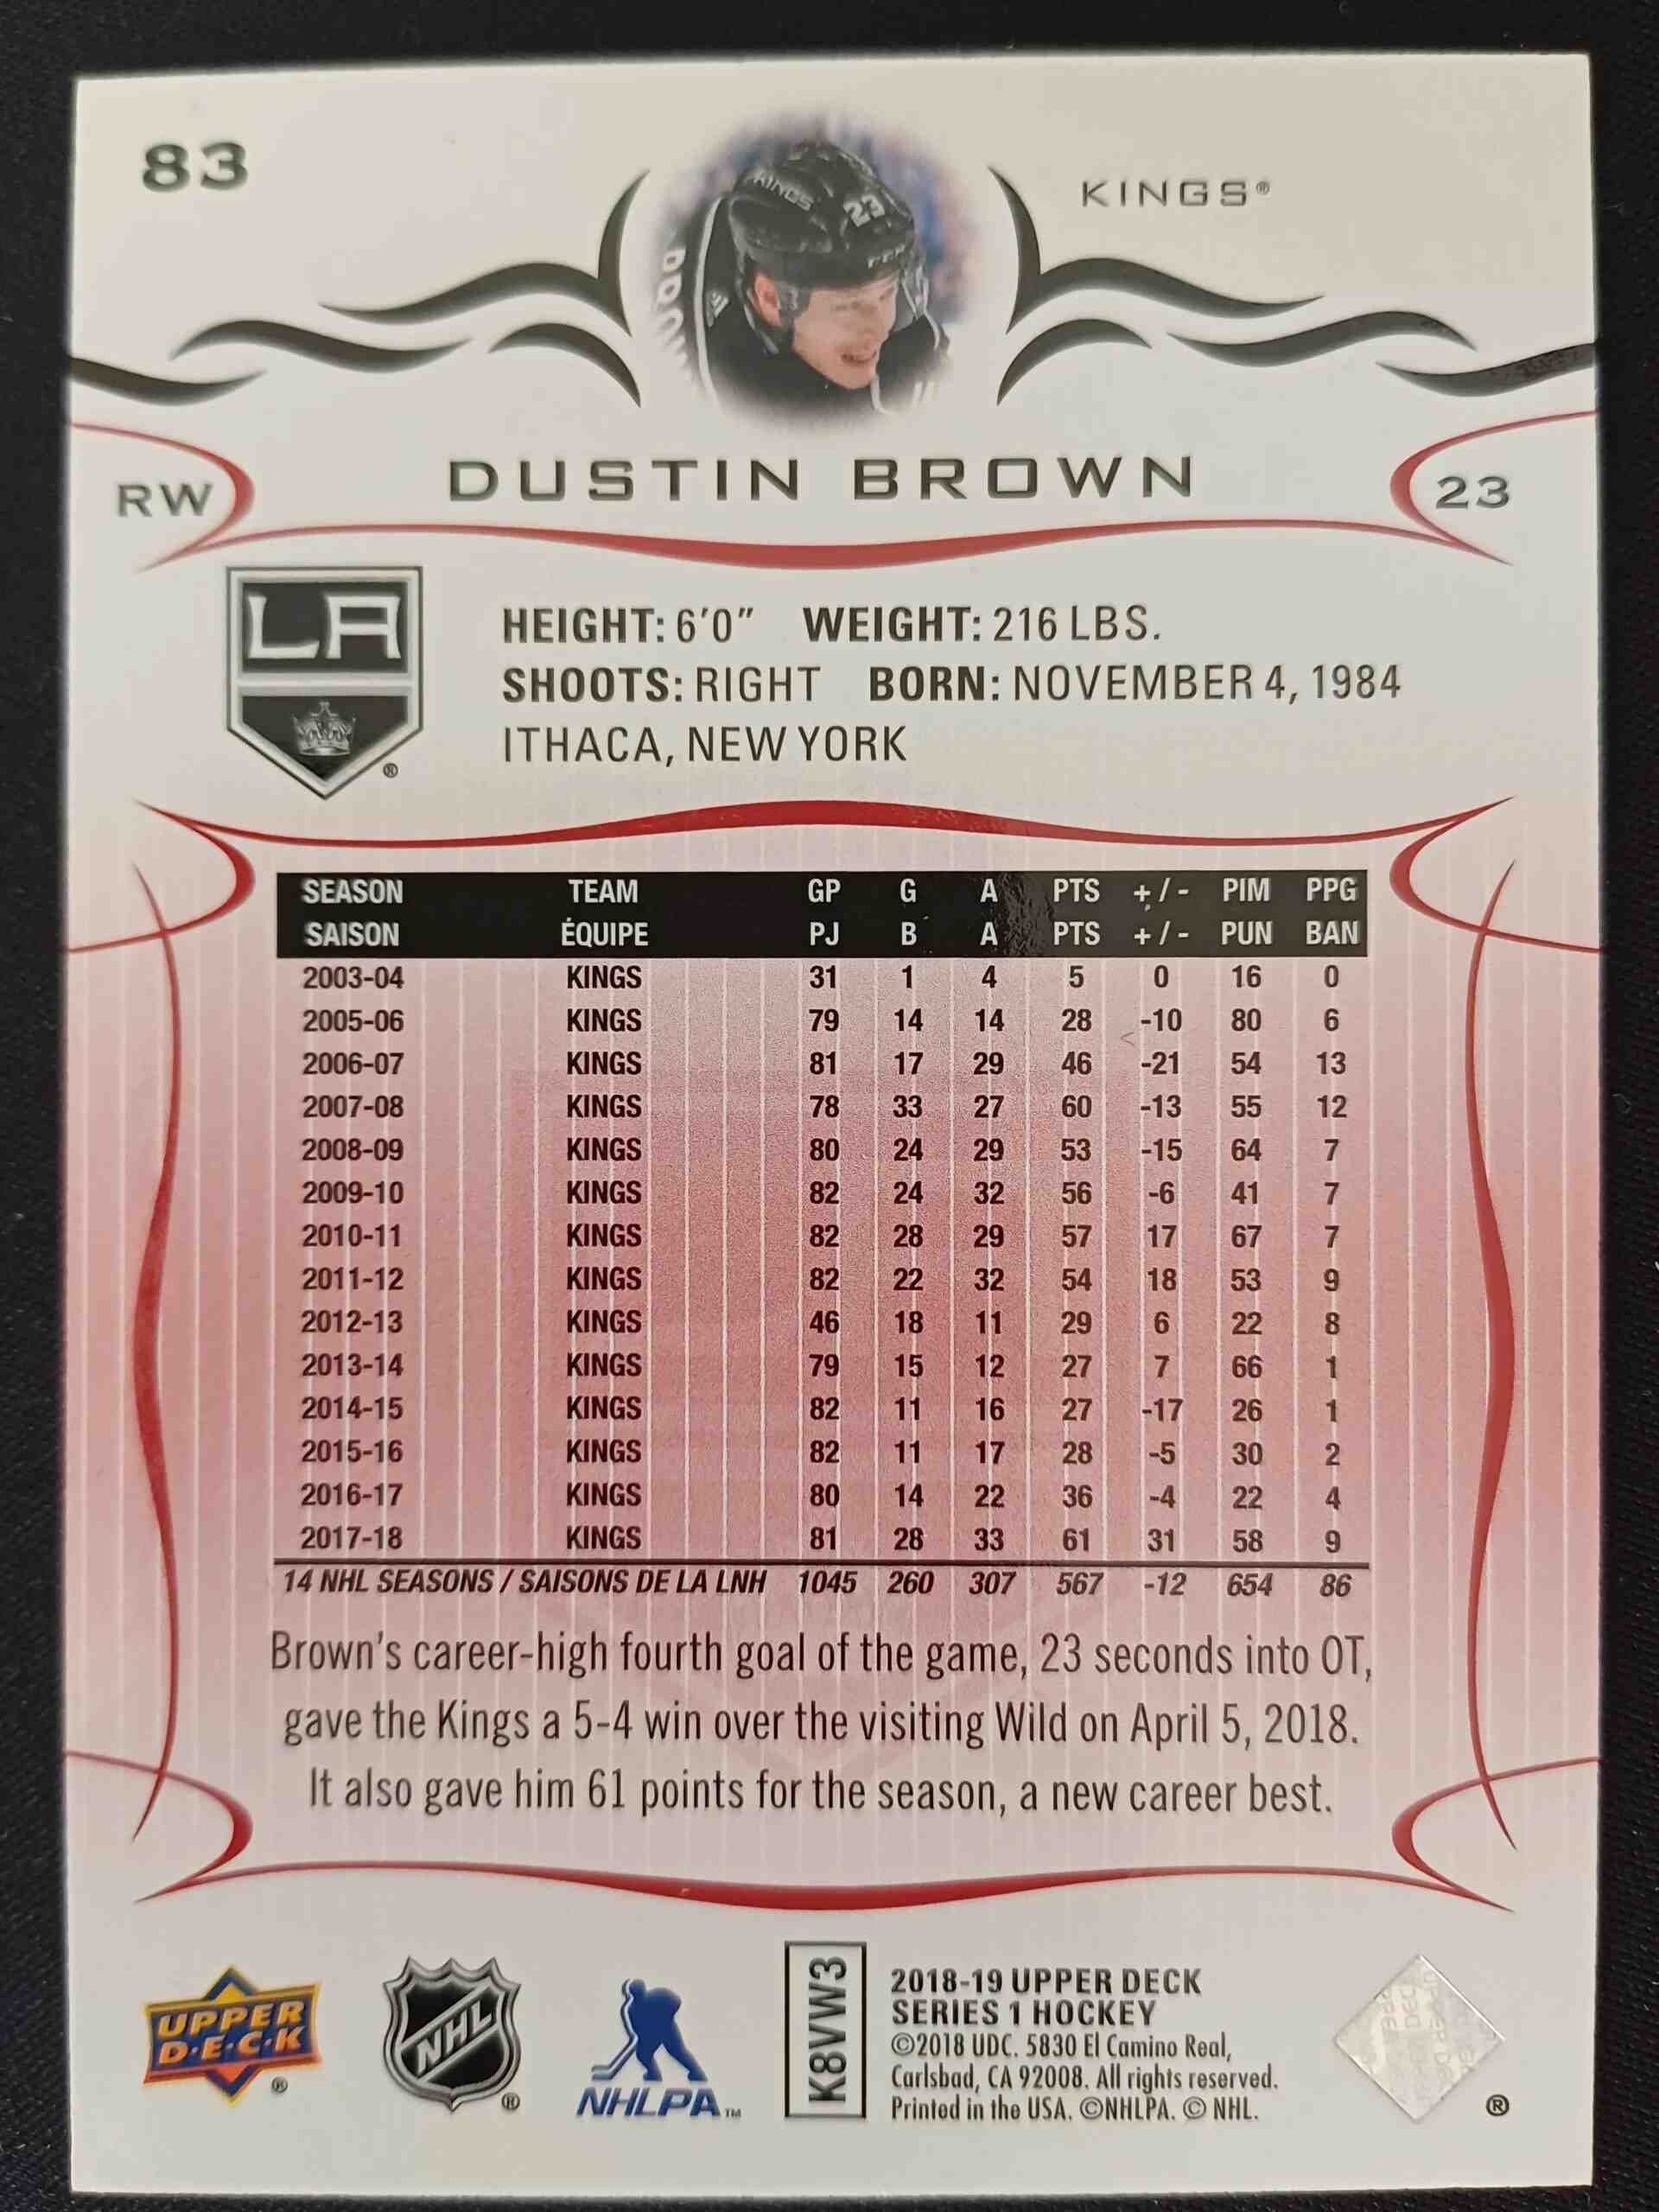 83
KINGS®
KINGS 23
DUSTIN BROWN
RW
23
LA
HEIGHT: 6'0" WEIGHT: 216 LBS.
SHOOTS: RIGHT BORN: NOVEMBER 4, 1984
ITHACA, NEW YORK
SEASON TEAM GP G A PTS +/- PIM PPG
SAISON ÉQUIPE PJ B A PTS +/- PUN BAN
2003-04 KINGS 31 1 4 5 0 16 0
2005-06 KINGS 79 14 14 28 -10 80 6
2006-07 KINGS 81 17 29 46 -21 54 13
2007-08 KINGS 78 33 27 60 -13 55 12
2008-09 KINGS 80 24 29 53 -15 64 7
2009-10 KINGS 82 24 32 56 -6 41 7
2010-11 KINGS 82 28 29 57 17 67 7
2011-12 KINGS 82 22 32 54 18 53 9
2012-13 KINGS 46 18 11 29 6 22 8
2013-14 KINGS 79 15 12 27 7 66 1
2014-15 KINGS 82 11 16 27 -17 26 1
2015-16 KINGS 82 11 17 28 -5 30 2
2016-17 KINGS 80 14 22 36 -4 22 4
2017-18 KINGS 81 28 33 61 31 58 9
14 NHL SEASONS / SAISONS DE LA LNH 1045 260 307 567 -12 654 86
Brown's career-high fourth goal of the game, 23 seconds into OT,
gave the Kings a 5-4 win over the visiting Wild on April 5, 2018.
It also gave him 61 points for the season, a new career best.
UPPER
D·E·C·K
®
NHL
®
NHLPA™
K8VW3
2018-19 UPPER DECK
SERIES 1 HOCKEY
©2018 UDC. 5830 El Camino Real,
Carlsbad, CA 92008. All rights reserved.
Printed in the USA. ©NHLPA. © NHL.
®